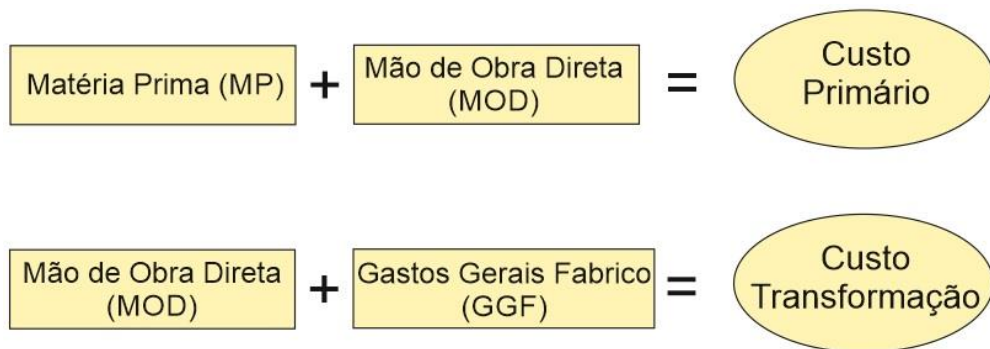 Matéria Prima (MP) + Mão de Obra Direta (MOD) = Custo Primário
Mão de Obra Direta (MOD) + Gastos Gerais Fabrico (GGF) = Custo Transformação